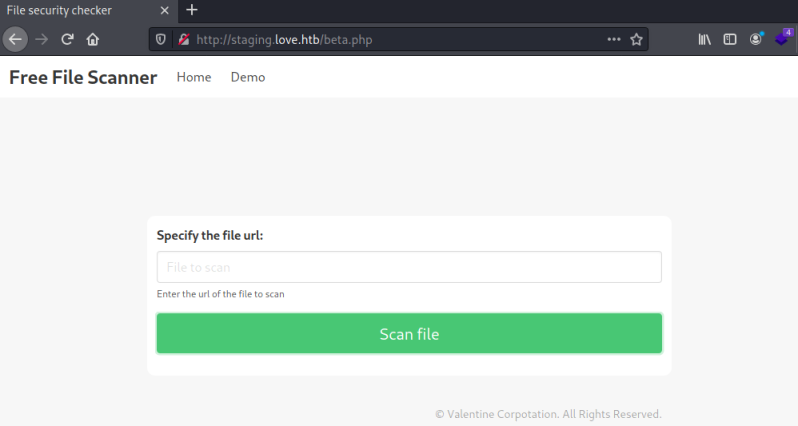 File security checker
http://staging.love.htb/beta.php
4
Free File Scanner Home Demo
Specify the file url:
File to scan
Enter the url of the file to scan
Scan file
© Valentine Corpotation. All Rights Reserved.